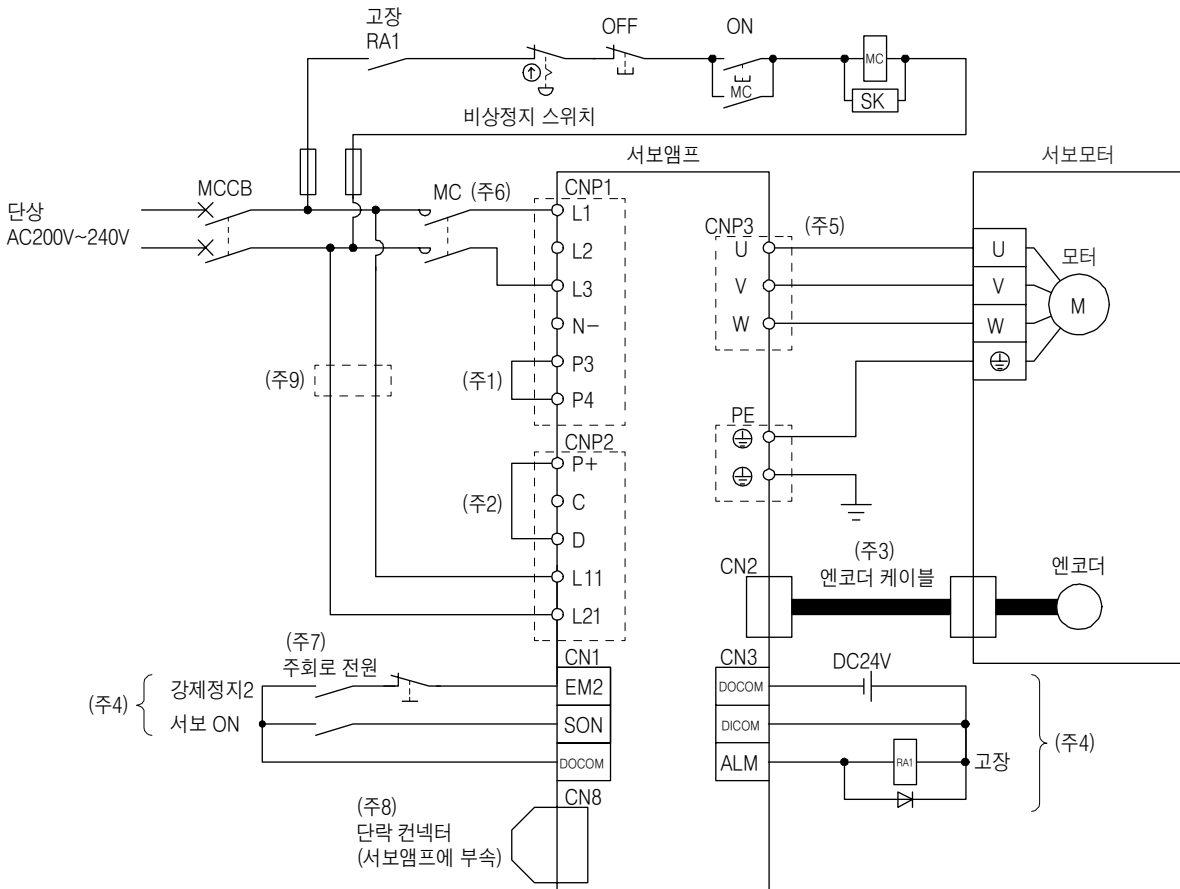 고장
RA1
OFF
ON
MC
MC
SK
비상정지 스위치
서보앰프
서보모터
MCCB
MC (주6)
단상
AC200V~240V
CNP1
L1
L2
L3
N-
P3
P4
(주1)
(주9)
CNP3
(주5)
U
V
W
U
V
W
모터
M
PE
CNP2
P+
C
D
L11
L21
(주2)
CN2
(주3)
엔코더 케이블
엔코더
(주7)
주회로 전원
(주4)
강제정지2
서보 ON
CN1
EM2
SON
DOCOM
CN3
DOCOM
DICOM
ALM
DC24V
RA1
고장
(주4)
CN8
(주8)
단락 컨넥터
(서보앰프에 부속)